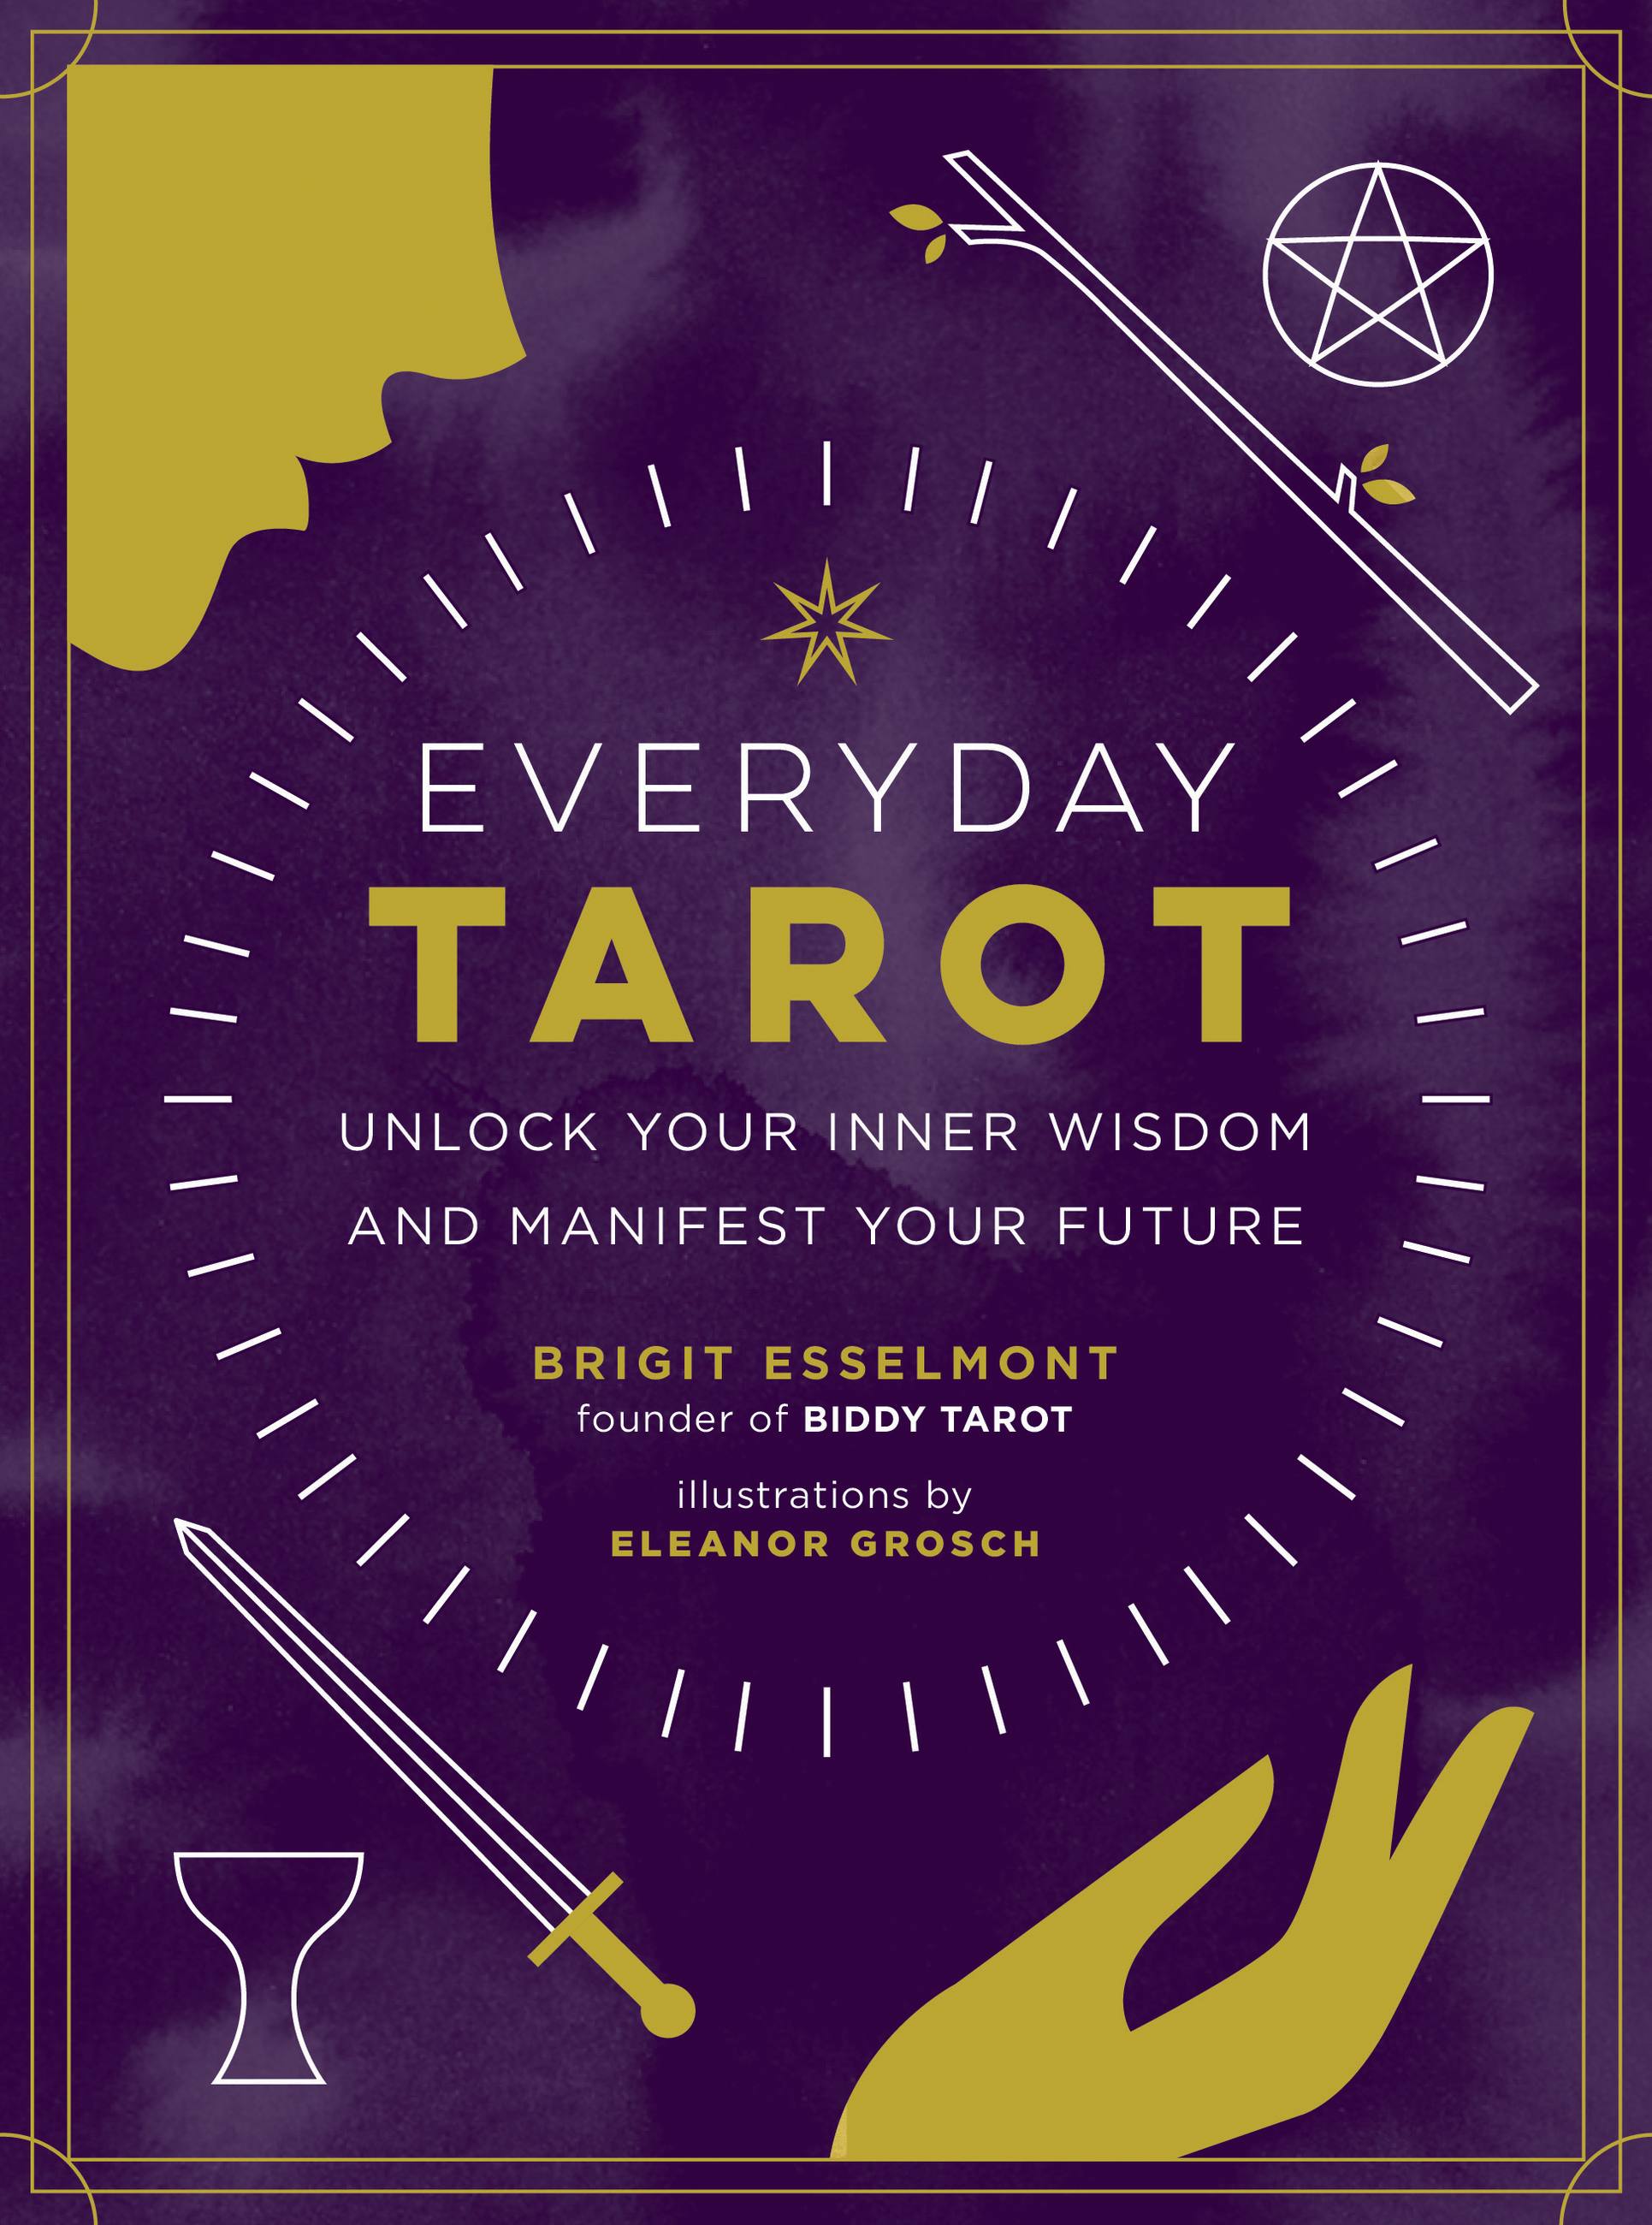 EVERYDAY
TAROT
UNLOCK YOUR INNER WISDOM
AND MANIFEST YOUR FUTURE
BRIGIT ESSELMONT
founder of BIDDY TAROT
illustrations by
ELEANOR GROSCH